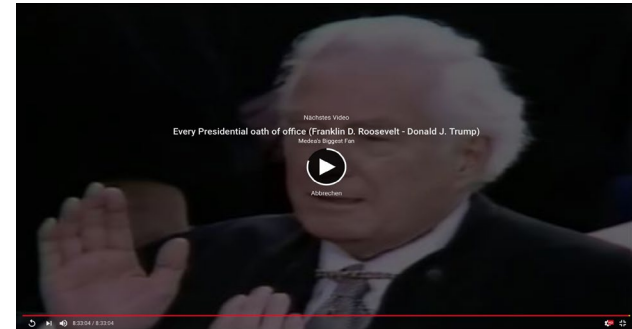 Nächstes Video
Every Presidential oath of office (Franklin D. Roosevelt - Donald J. Trump)
Medea's Biggest Fan
Abbrechen
8:33:04 / 8:33:04